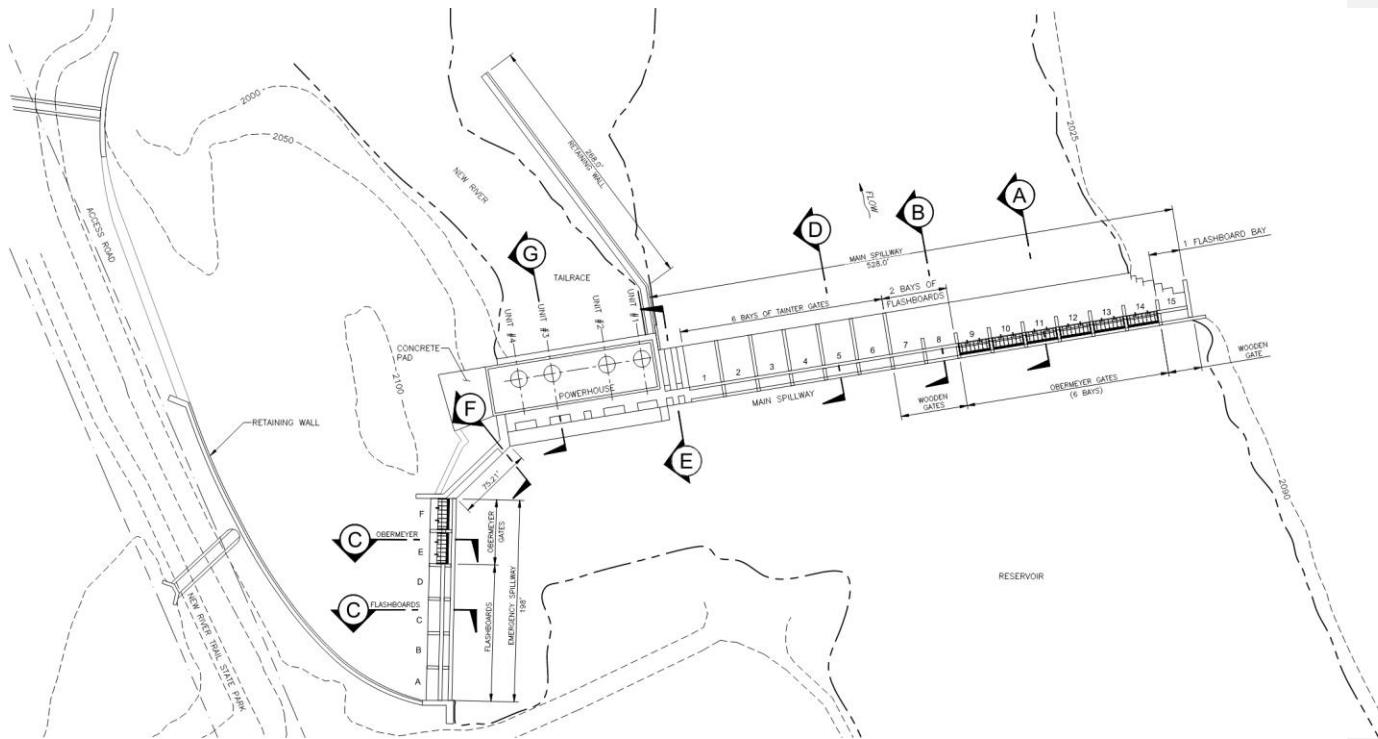 2000
2050
NEW RIVER
268.0'
RETAINING WALL
2025
FLOW
A
B
D
G
MAIN SPILLWAY
528.0'
1 FLASHBOARD BAY
ACCESS ROAD
TAILRACE
UNIT #4
UNIT #3
UNIT #2
UNIT #1
6 BAYS OF TAINTER GATES
2 BAYS OF
FLASHBOARDS
CONCRETE
PAD
2100
POWERHOUSE
1
2
3
4
5
6
7
8
9
10
11
12
13
14
15
MAIN SPILLWAY
WOODEN
GATES
OBERMEYER GATES
(6 BAYS)
WOODEN
GATE
F
E
RETAINING WALL
75.21'
2090
F
E
D
C
B
A
C
OBERMEYER
C
FLASHBOARDS
OBERMEYER
GATES
FLASHBOARDS
EMERGENCY SPILLWAY
198'
RESERVOIR
NEW RIVER TRAIL STATE PARK